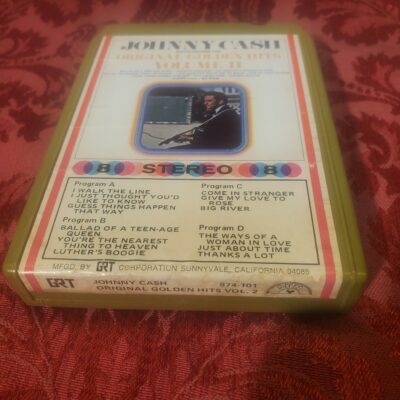 JOHNNY CASH
ORIGINAL GOLDEN HITS
VOLUME II
8 STEREO 8
Program A
I WALK THE LINE
I JUST THOUGHT YOU'D
LIKE TO KNOW
GUESS THINGS HAPPEN
THAT WAY
Program B
BALLAD OF A TEEN-AGE
QUEEN
YOU'RE THE NEAREST
THING TO HEAVEN
LUTHER'S BOOGIE
Program C
COME IN STRANGER
GIVE MY LOVE TO
ROSE
BIG RIVER
Program D
THE WAYS OF A
WOMAN IN LOVE
JUST ABOUT TIME
THANKS A LOT
MFGD. BY GRT CORPORATION SUNNYVALE, CALIFORNIA 94086
GRT JOHNNY CASH 874-101
ORIGINAL GOLDEN HITS VOL. 2